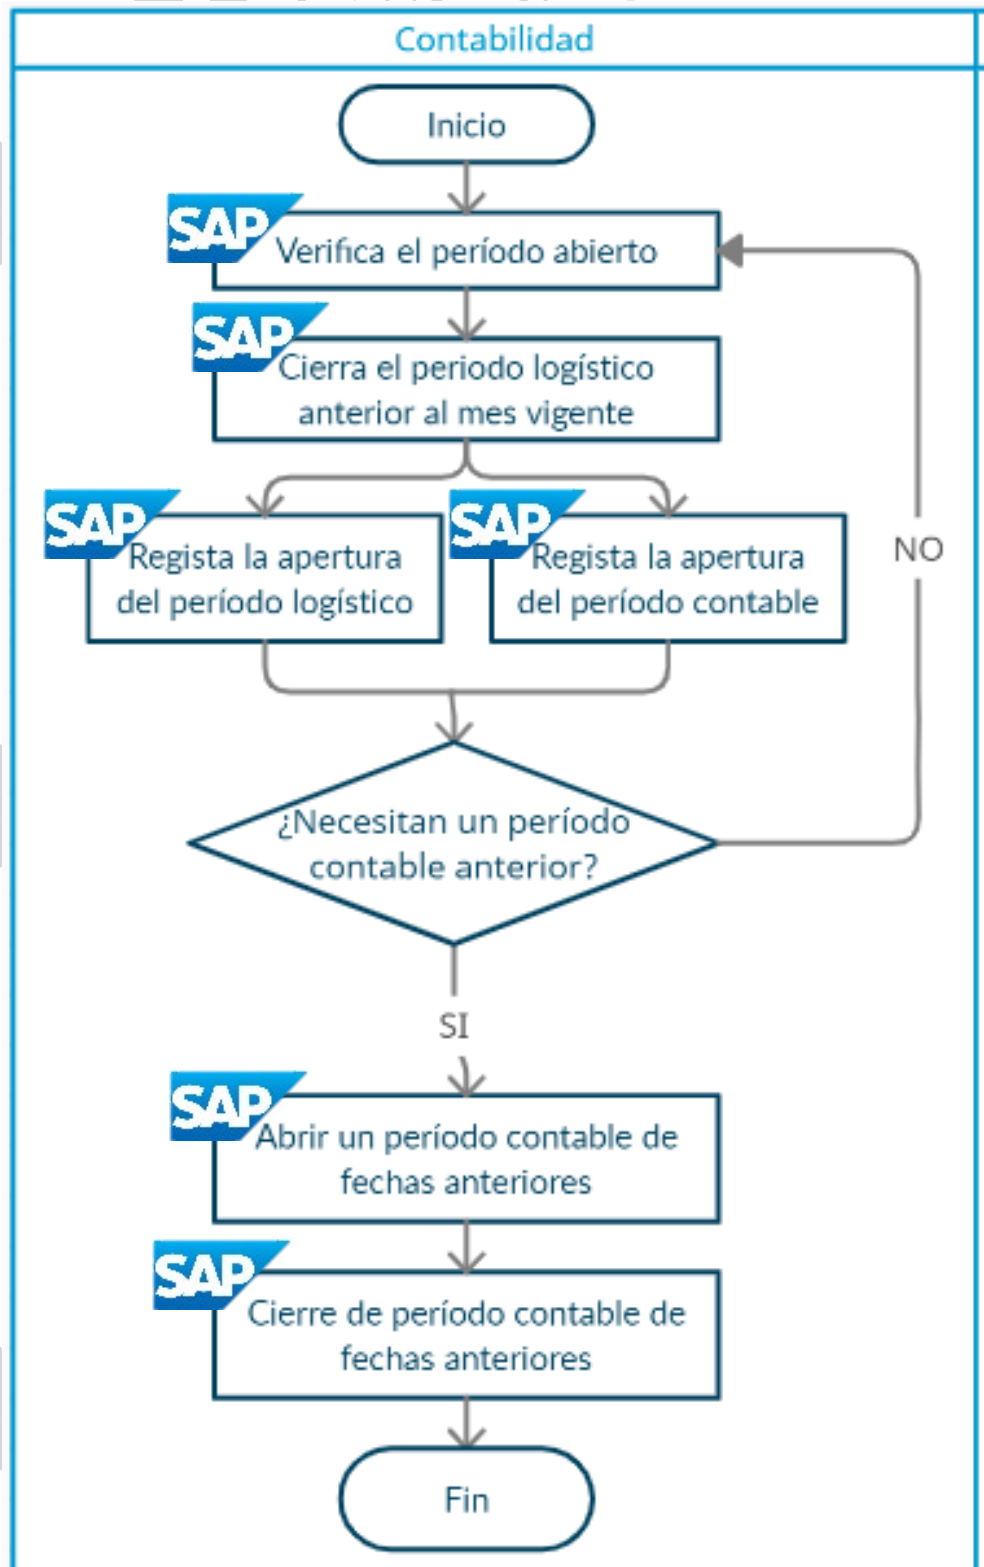 Contabilidad
Inicio
SAP
Verifica el período abierto
SAP
Cierra el periodo logístico
anterior al mes vigente
SAP
Regista la apertura
del período logístico
SAP
Regista la apertura
del período contable
NO
¿Necesitan un período
contable anterior?
SI
SAP
Abrir un período contable de
fechas anteriores
SAP
Cierre de período contable de
fechas anteriores
Fin